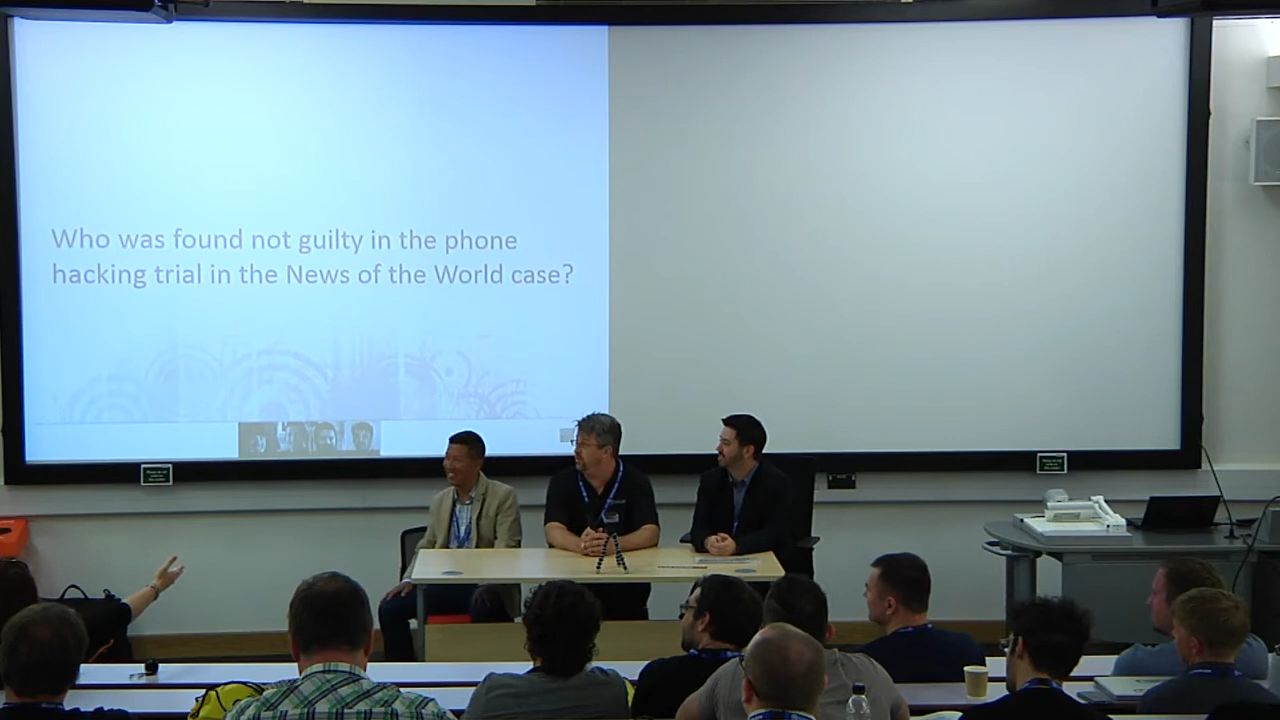 Who was found not guilty in the phone
hacking trial in the News of the World case?